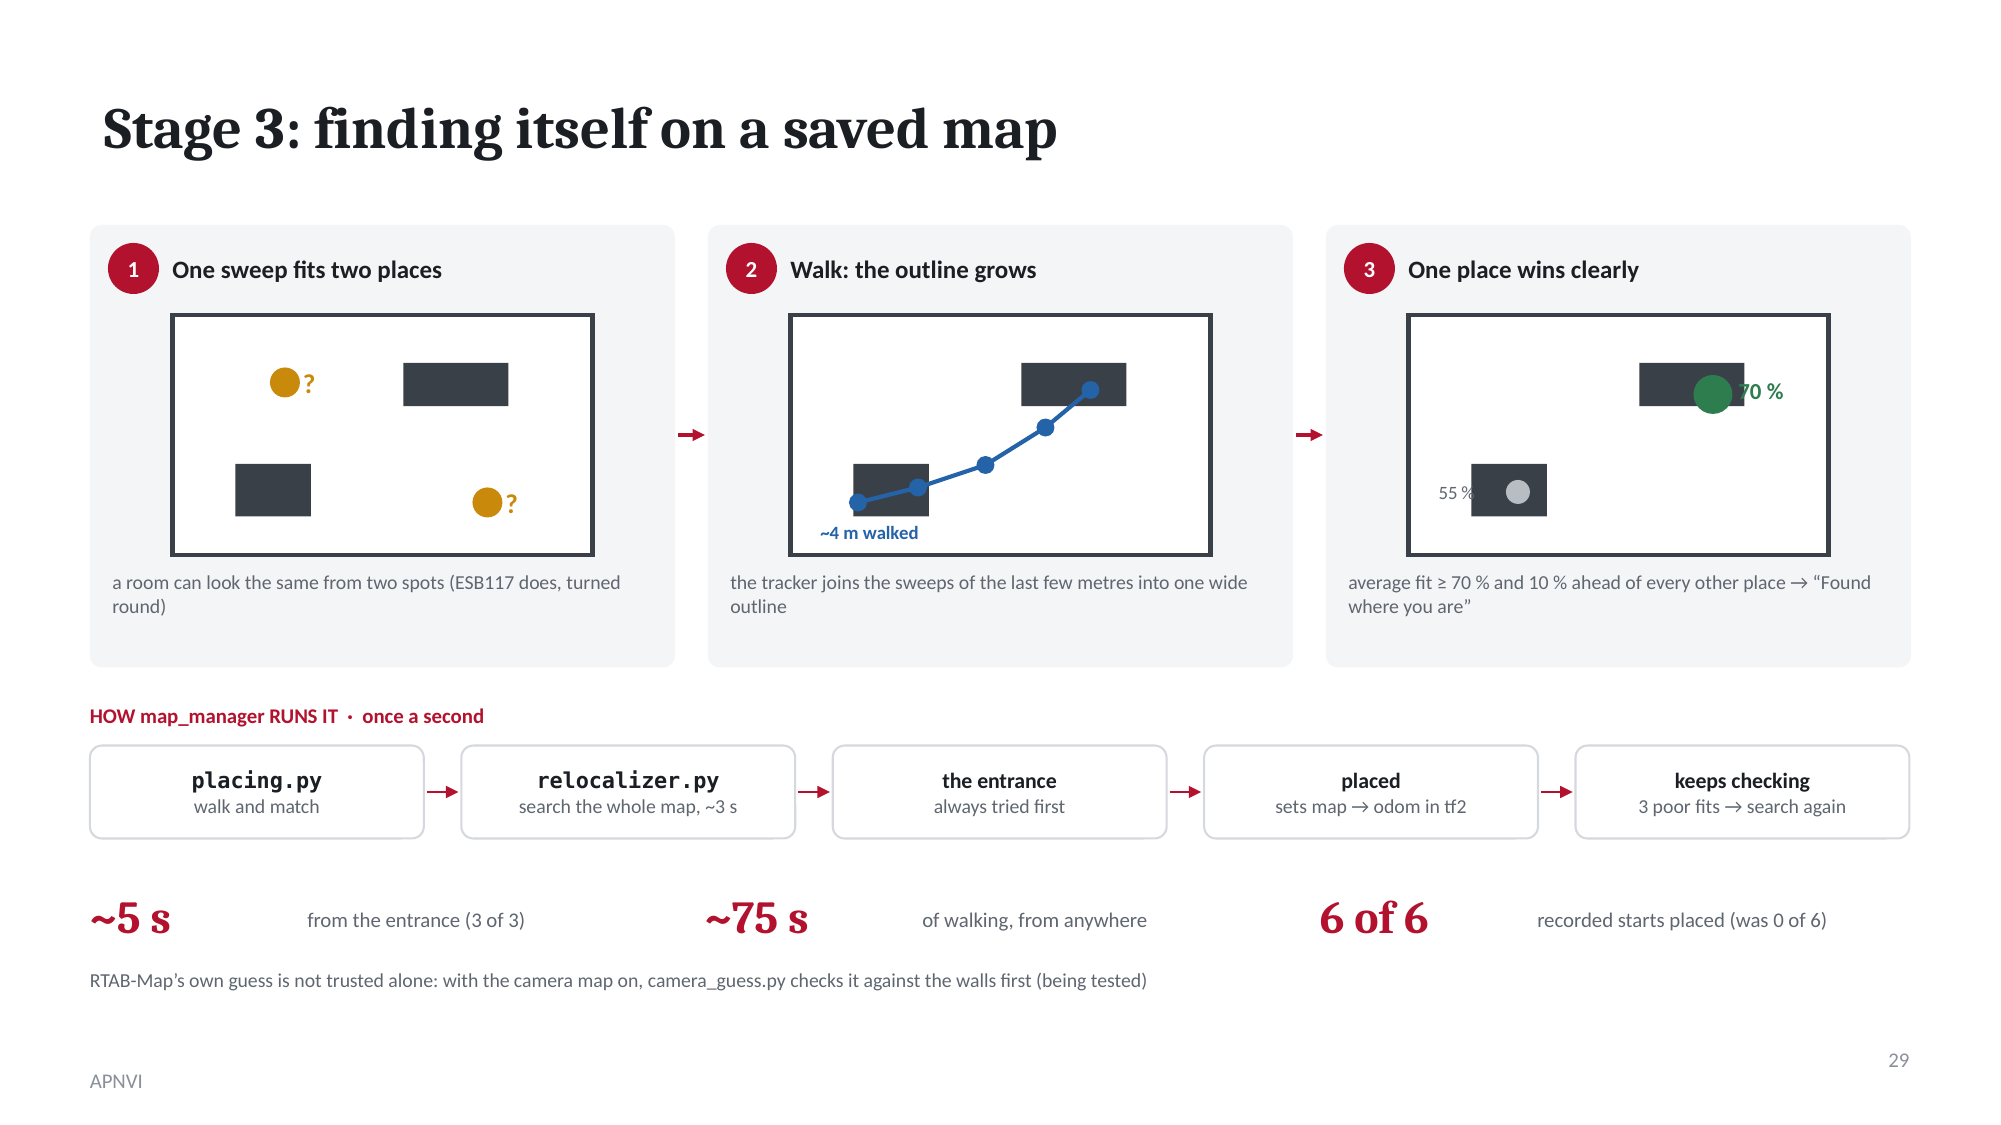 Stage 3: finding itself on a saved map
1 One sweep fits two places
?
?
a room can look the same from two spots (ESB117 does, turned
round)
2 Walk: the outline grows
~4 m walked
the tracker joins the sweeps of the last few metres into one wide
outline
3 One place wins clearly
70 %
55 %
average fit ≥ 70 % and 10 % ahead of every other place → “Found
where you are”
HOW map_manager RUNS IT · once a second
placing.py
walk and match
relocalizer.py
search the whole map, ~3 s
the entrance
always tried first
placed
sets map → odom in tf2
keeps checking
3 poor fits → search again
~5 s from the entrance (3 of 3)
~75 s of walking, from anywhere
6 of 6 recorded starts placed (was 0 of 6)
RTAB-Map’s own guess is not trusted alone: with the camera map on, camera_guess.py checks it against the walls first (being tested)
29
APNVI